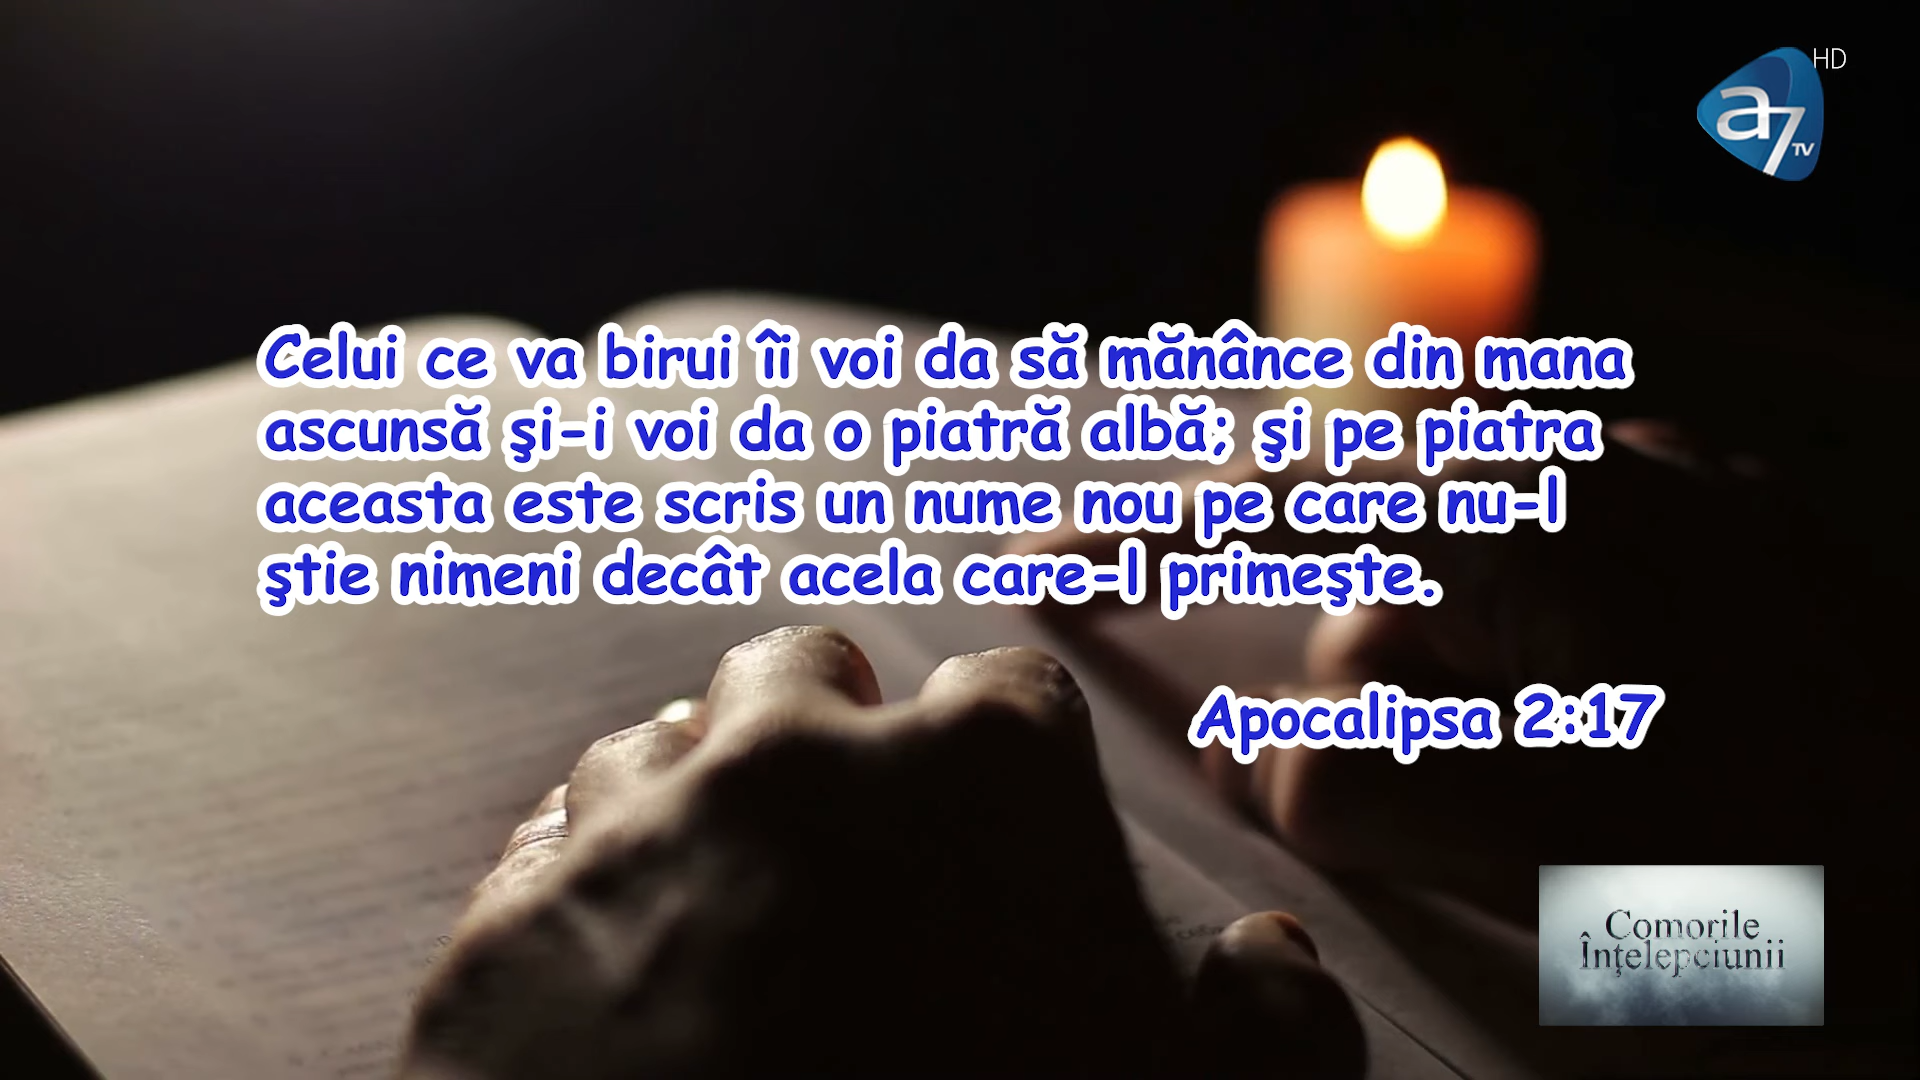 HD
a7 TV
Celui ce va birui îi voi da să mănânce din mana
ascunsă şi-i voi da o piatră albă; şi pe piatra
aceasta este scris un nume nou pe care nu-l
ştie nimeni decât acela care-l primeşte.
Apocalipsa 2:17
Comorile
Înţelepciunii